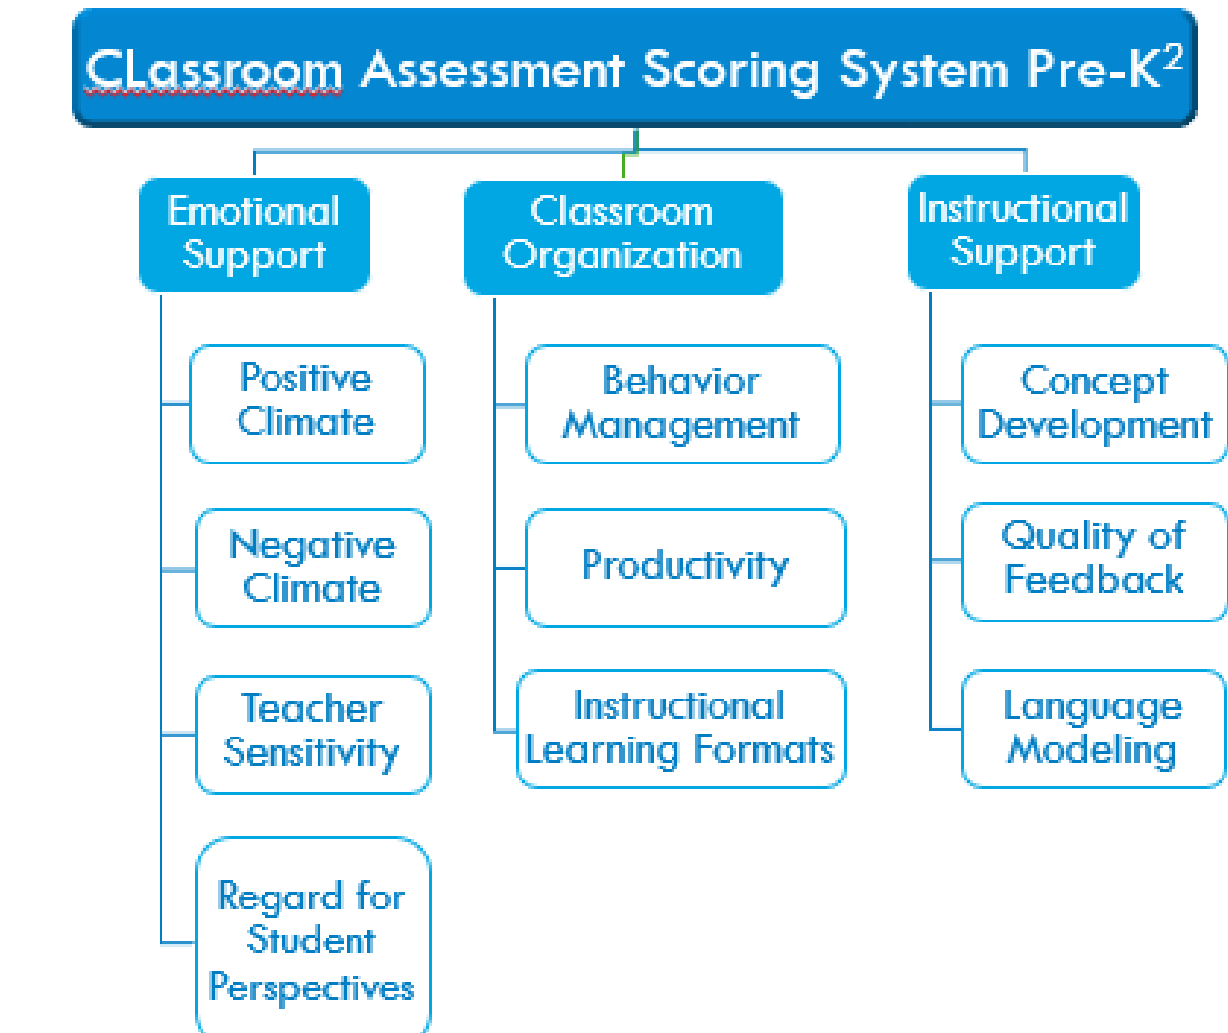 CLassroom Assessment Scoring System Pre-K²
Emotional
Support
Positive
Climate
Negative
Climate
Teacher
Sensitivity
Regard for
Student
Perspectives
Classroom
Organization
Behavior
Management
Productivity
Instructional
Learning Formats
Instructional
Support
Concept
Development
Quality of
Feedback
Language
Modeling